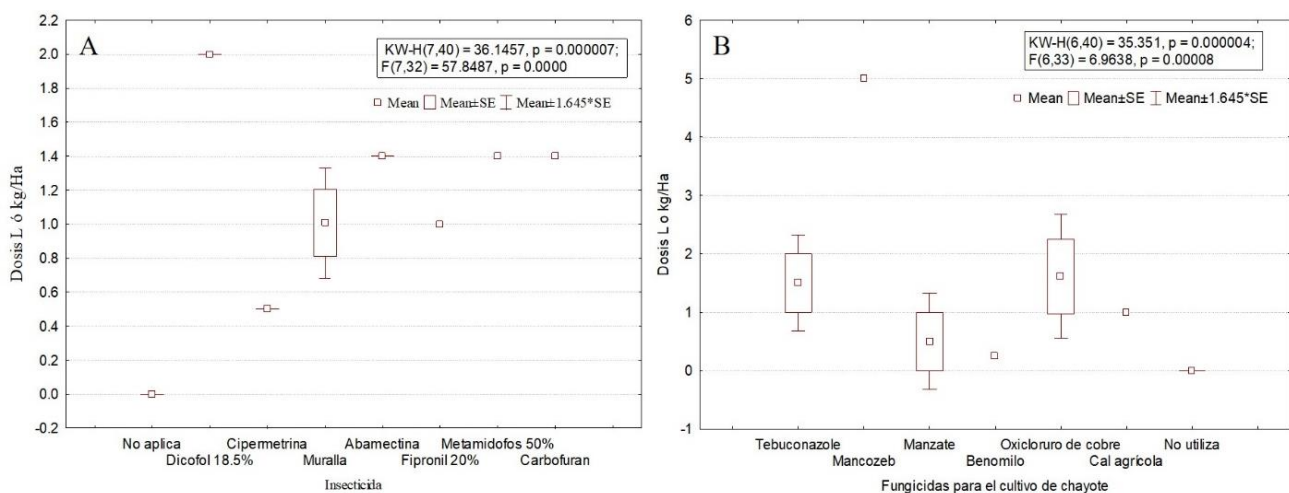 A
KW-H(7,40) = 36.1457, p = 0.000007;
F(7,32) = 57.8487, p = 0.0000
Mean Mean±SE Mean±1.645*SE
Dosis L ó kg/Ha
2.2
2.0
1.8
1.6
1.4
1.2
1.0
0.8
0.6
0.4
0.2
0.0
-0.2
No aplica Cipermetrina Abamectina Metamidofos 50%
Dicofol 18.5% Muralla Fipronil 20% Carbofuran
Insecticida
B
KW-H(6,40) = 35.351, p = 0.000004;
F(6,33) = 6.9638, p = 0.00008
Mean Mean±SE Mean±1.645*SE
Dosis L o kg/Ha
6
5
4
3
2
1
0
-1
Tebuconazole Manzate Oxicloruro de cobre No utiliza
Mancozeb Benomilo Cal agrícola
Fungicidas para el cultivo de chayote